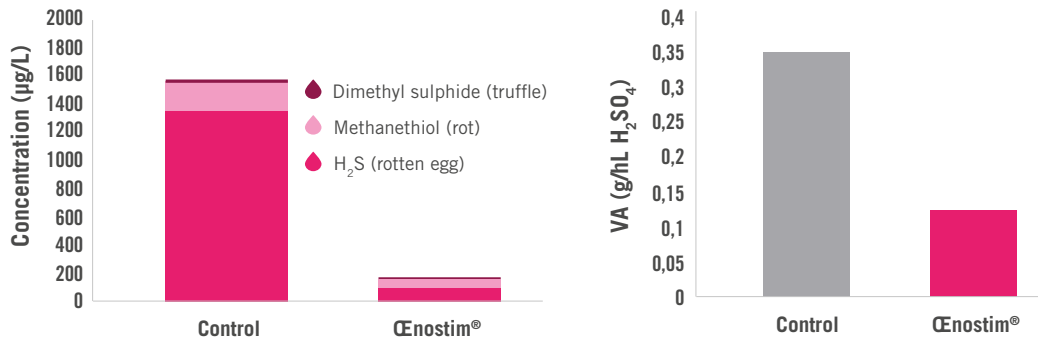 Concentration (µg/L)
2000
1800
1600
1400
1200
1000
800
600
400
200
0
Dimethyl sulphide (truffle)
Methanethiol (rot)
H₂S (rotten egg)
Control
Œnostim®
VA (g/hL H₂SO₄)
0,4
0,35
0,3
0,25
0,2
0,15
0,1
0,05
0
Control
Œnostim®